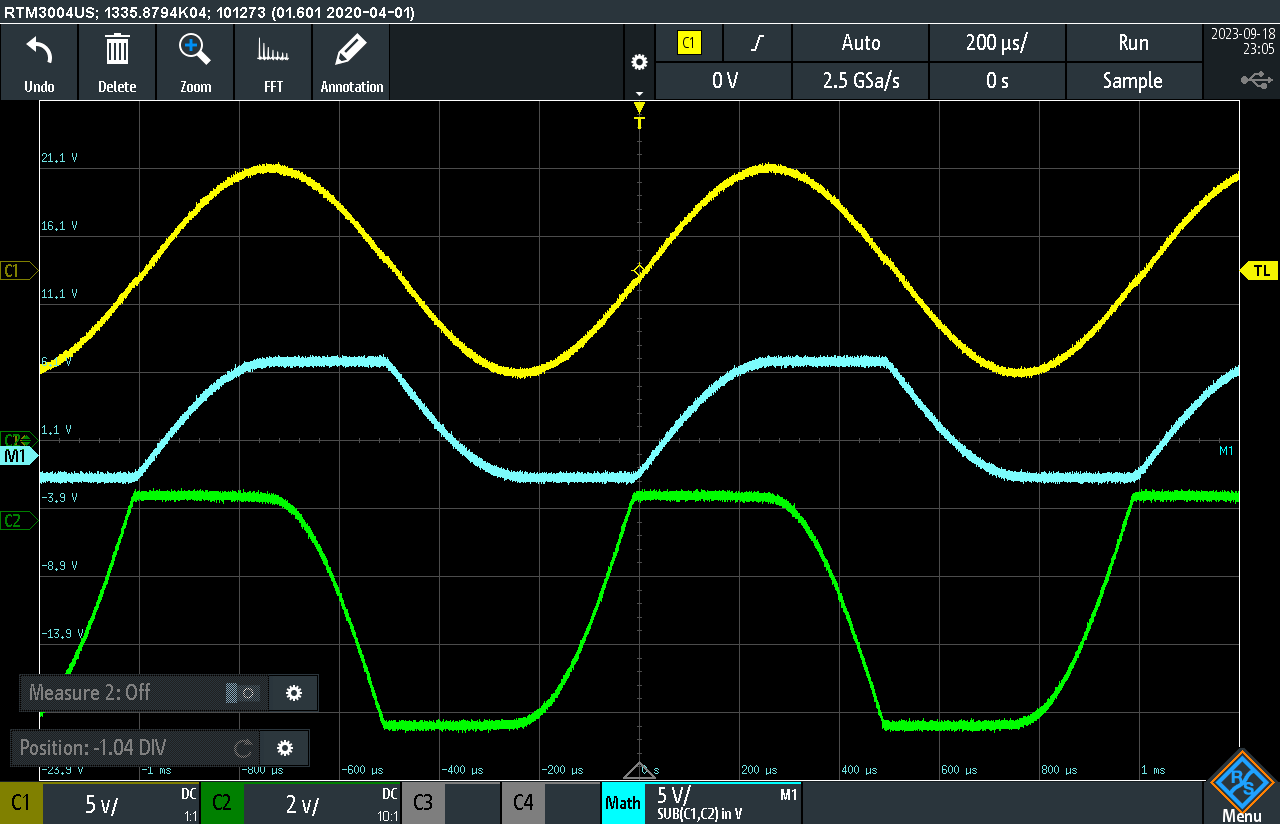 RTM3004US; 1335.8794K04; 101273 (01.601 2020-04-01)
Undo
Delete
Zoom
FFT
Annotation
C1
Auto
200 µs/
Run
2023-09-18
23:05
0 V
2.5 GSa/s
0 s
Sample
T
21,1 V
16,1 V
C1
TL
11,1 V
1,1 V
M1
M1
-3,9 V
C2
-8,9 V
-13,9 V
Measure 2: Off
Position: -1.04 DIV
-23,9 V
-1 ms
-800 µs
-600 µs
-400 µs
-200 µs
0 s
200 µs
400 µs
600 µs
800 µs
1 ms
C1
5 V/
DC
1:1
C2
2 V/
DC
10:1
C3
C4
Math
5 V/
M1
SUB(C1,C2) in V
R&S
Menu